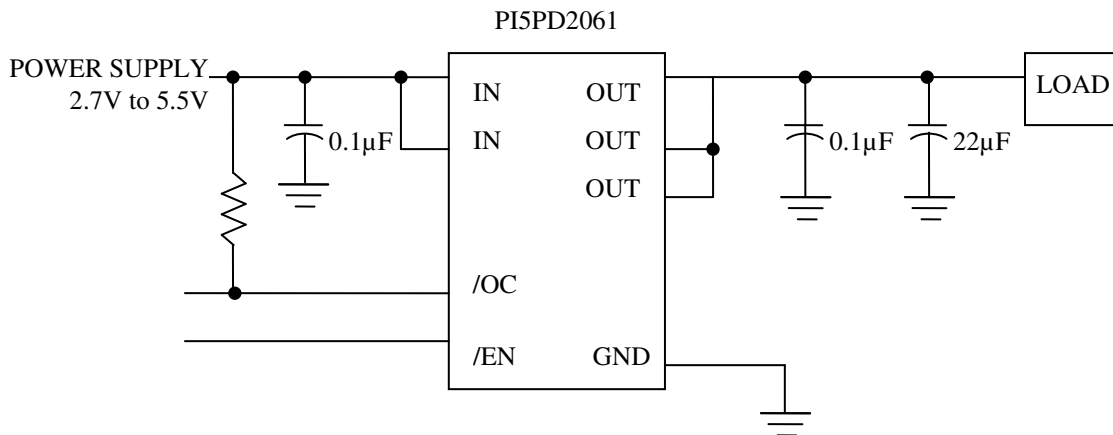 PI5PD2061
POWER SUPPLY
2.7V to 5.5V
IN
OUT
LOAD
0.1µF
IN
OUT
0.1µF
22µF
OUT
/OC
/EN
GND